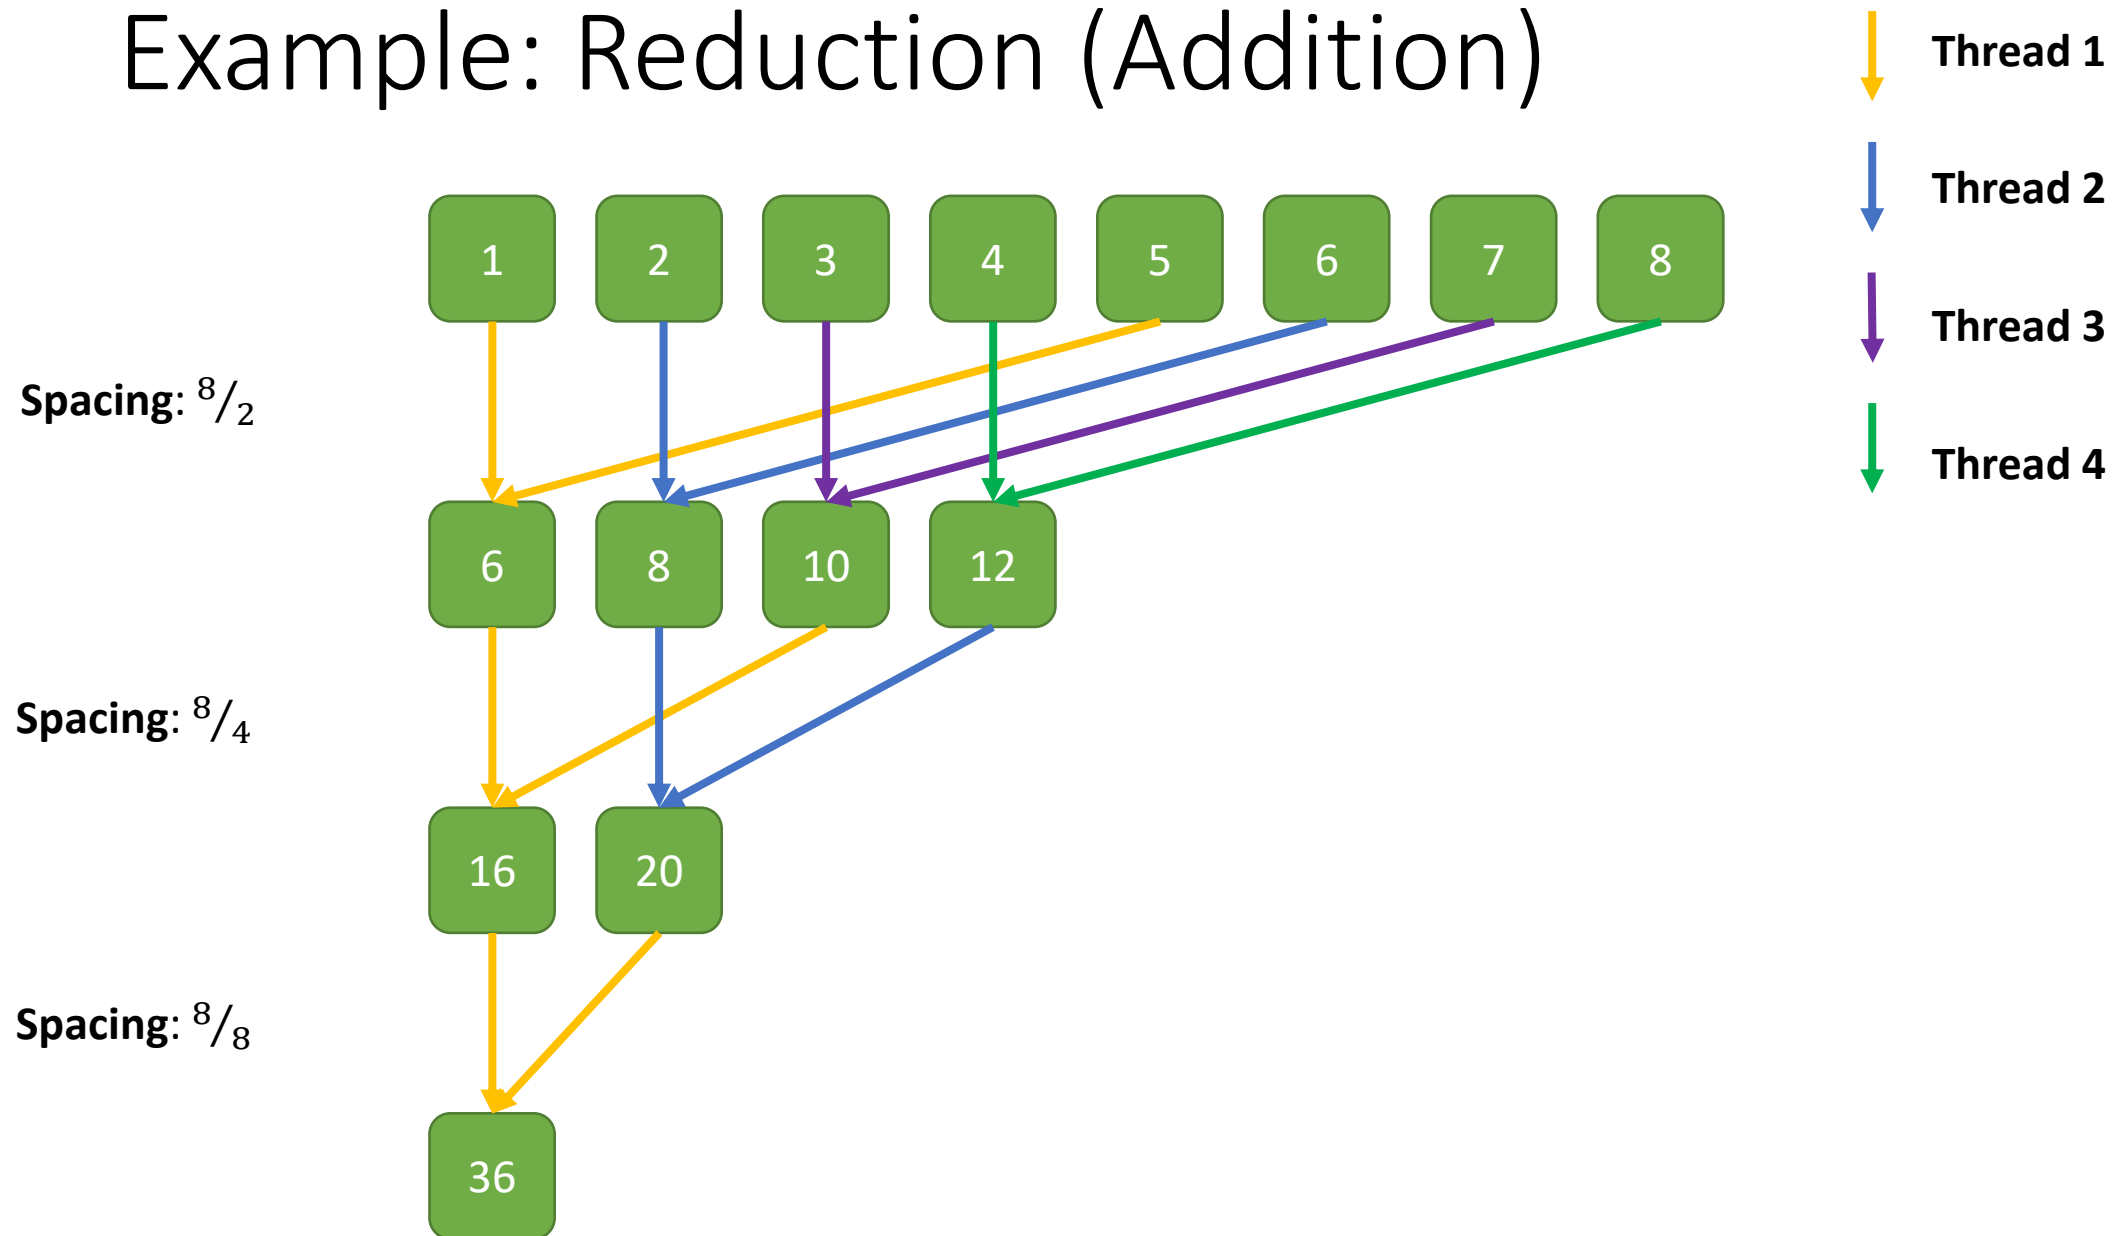 Example: Reduction (Addition)
Thread 1
Thread 2
Thread 3
Thread 4
1 2 3 4 5 6 7 8
Spacing: 8/2
6 8 10 12
Spacing: 8/4
16 20
Spacing: 8/8
36